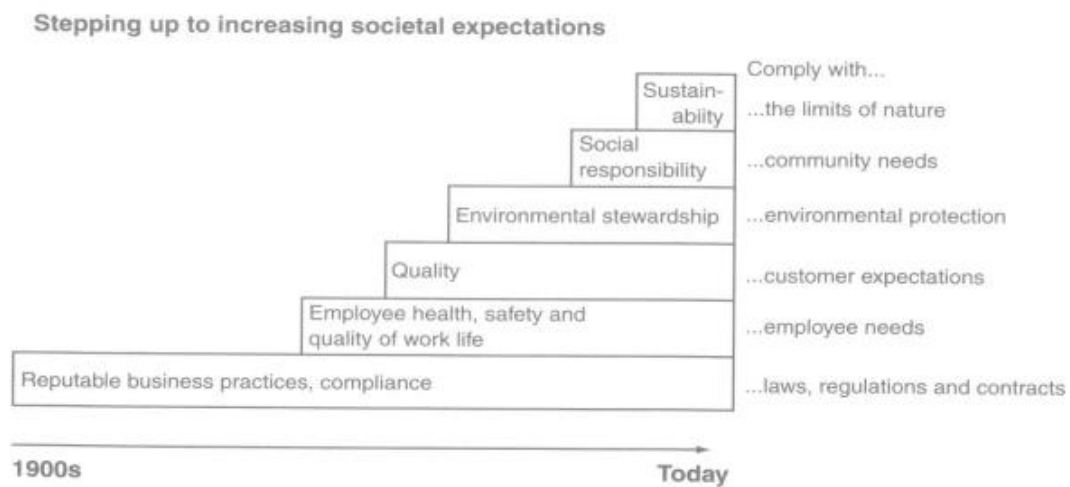 Stepping up to increasing societal expectations
Comply with...
Sustain-
abiity
...the limits of nature
Social
responsibility
...community needs
Environmental stewardship
...environmental protection
Quality
...customer expectations
Employee health, safety and
quality of work life
...employee needs
Reputable business practices, compliance
...laws, regulations and contracts
1900s
Today